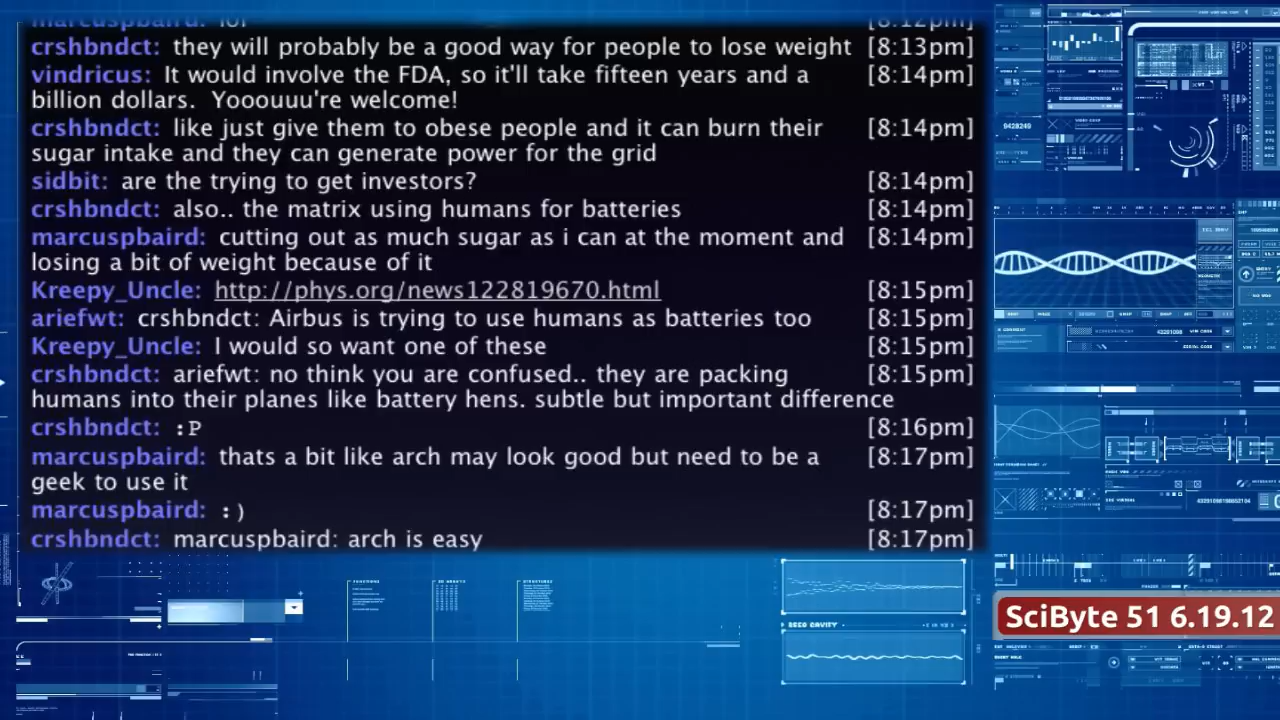 marcuspbaird: lol [8:12pm]
crshbndct: they will probably be a good way for people to lose weight [8:13pm]
vindricus: It would involve the FDA, so it'll take fifteen years and a [8:14pm]
billion dollars. Yooouuu're welcome!
crshbndct: like just give these to obese people and it can burn their [8:14pm]
sugar intake and they can generate power for the grid
sidbit: are the trying to get investors? [8:14pm]
crshbndct: also.. the matrix using humans for batteries [8:14pm]
marcuspbaird: cutting out as much sugar as i can at the moment and [8:14pm]
losing a bit of weight because of it
Kreepy_Uncle: http://phys.org/news122819670.html [8:15pm]
ariefwt: crshbndct: Airbus is trying to use humans as batteries too [8:15pm]
Kreepy_Uncle: I would so want one of these [8:15pm]
crshbndct: ariefwt: no think you are confused.. they are packing [8:15pm]
humans into their planes like battery hens. subtle but important difference
crshbndct: :P [8:16pm]
marcuspbaird: thats a bit like arch may look good but need to be a [8:17pm]
geek to use it
marcuspbaird: :) [8:17pm]
crshbndct: marcuspbaird: arch is easy [8:17pm]
9428249
SciByte 51 6.19.12